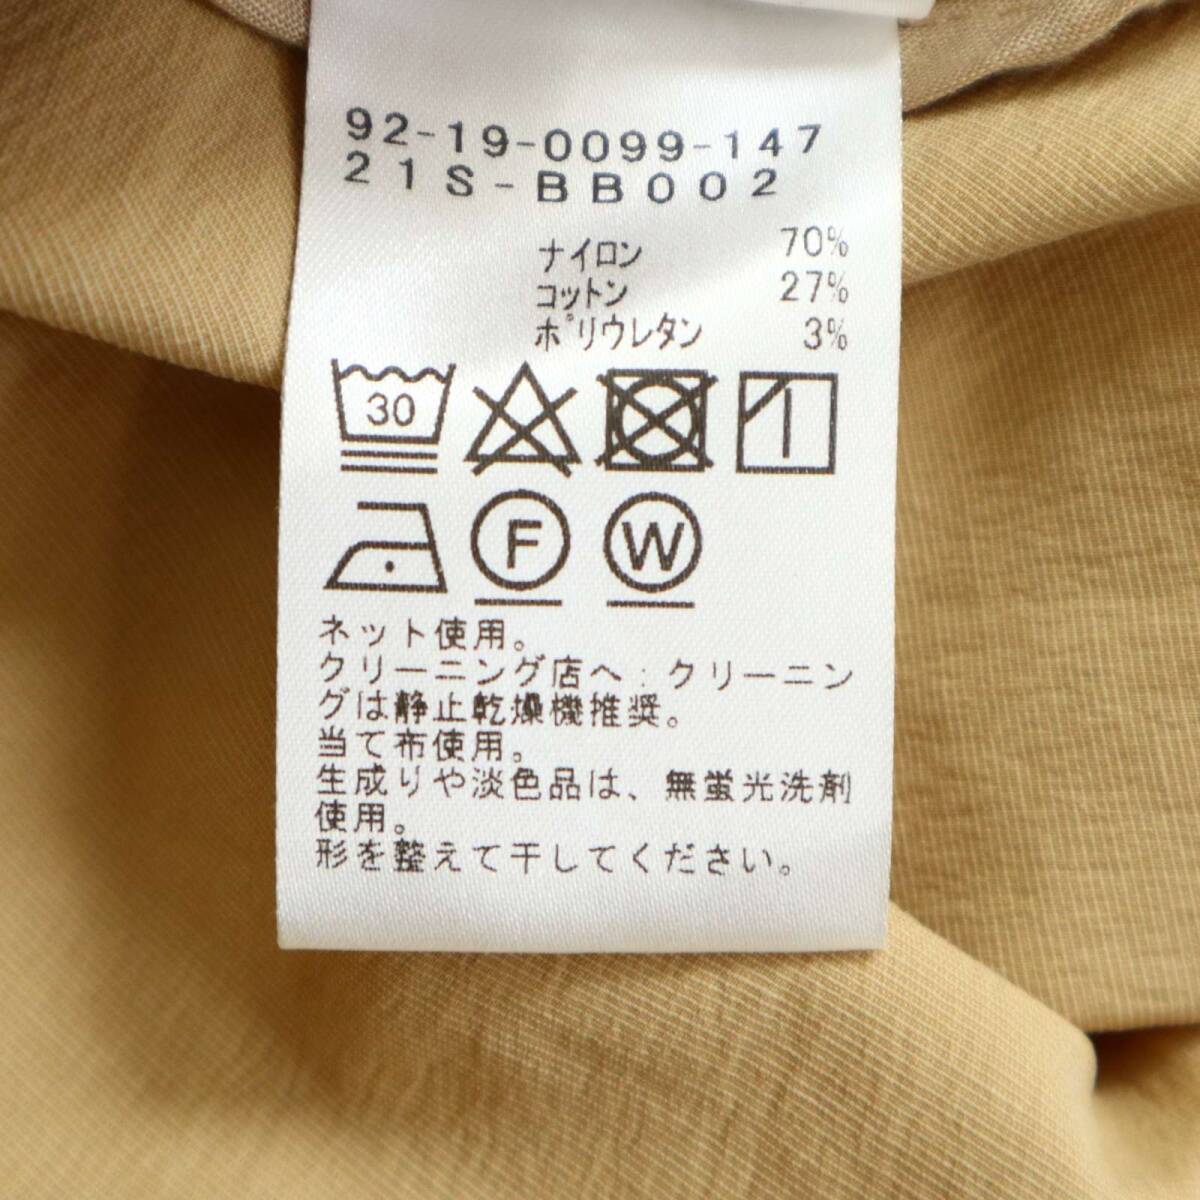 92-19-0099-147
21S-BB002
ナイロン 70%
コットン 27%
ポリウレタン 3%
30
F W
ネット使用。
クリーニング店へ:クリーニン
グは静止乾燥機推奨。
当て布使用。
生成りや淡色品は、無蛍光洗剤
使用。
形を整えて干してください。